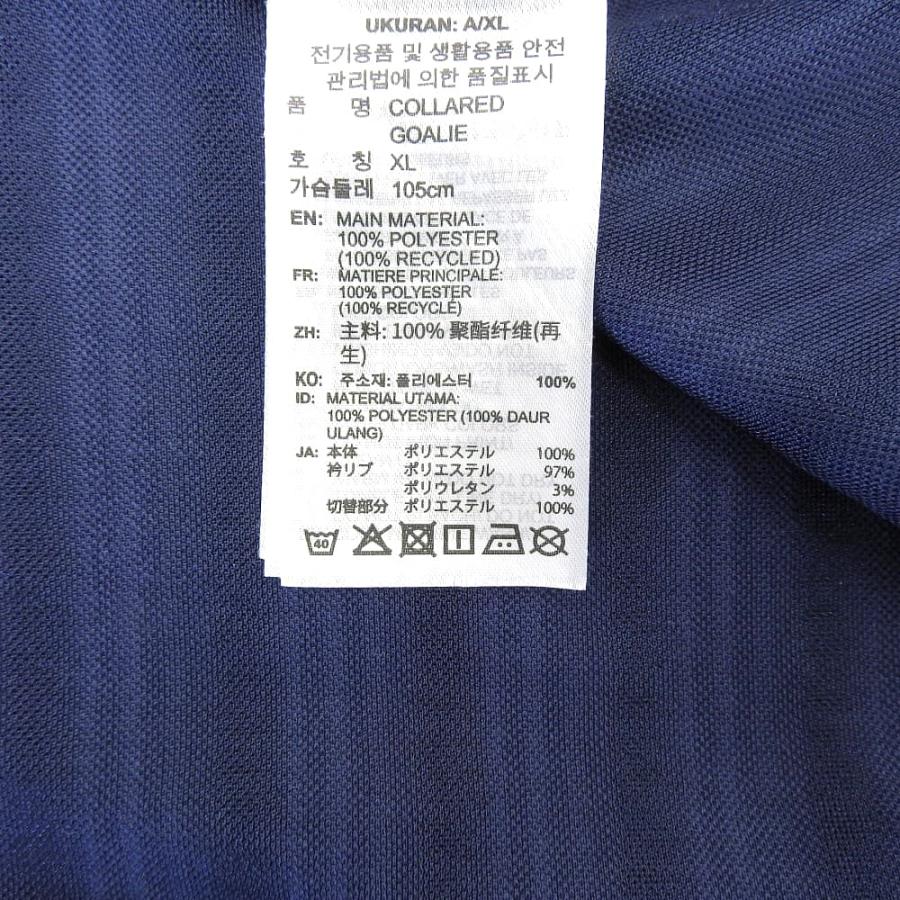 UKURAN: A/XL
전기용품 및 생활용품 안전
관리법에 의한 품질표시
품 명 COLLARED
GOALIE
호 칭 XL
가슴둘레 105cm
EN: MAIN MATERIAL:
100% POLYESTER
(100% RECYCLED)
FR: MATIERE PRINCIPALE:
100% POLYESTER
(100% RECYCLÉ)
ZH: 主料: 100% 聚酯纤维(再
生)
KO: 주소재: 폴리에스터 100%
ID: MATERIAL UTAMA:
100% POLYESTER (100% DAUR
ULANG)
JA: 本体 ポリエステル 100%
衿リブ ポリエステル 97%
ポリウレタン 3%
切替部分 ポリエステル 100%
40